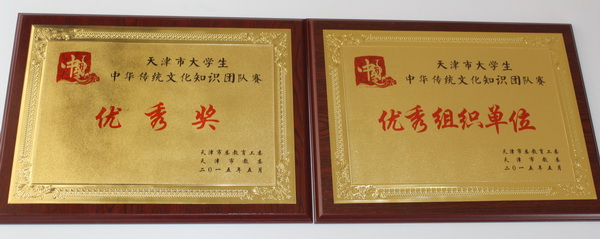 天津市大学生
中华传统文化知识团队赛
优秀奖
天津市委教育工委
天津市教委
二〇一五年五月
天津市大学生
中华传统文化知识团队赛
优秀组织单位
天津市委教育工委
天津市教委
二〇一五年五月